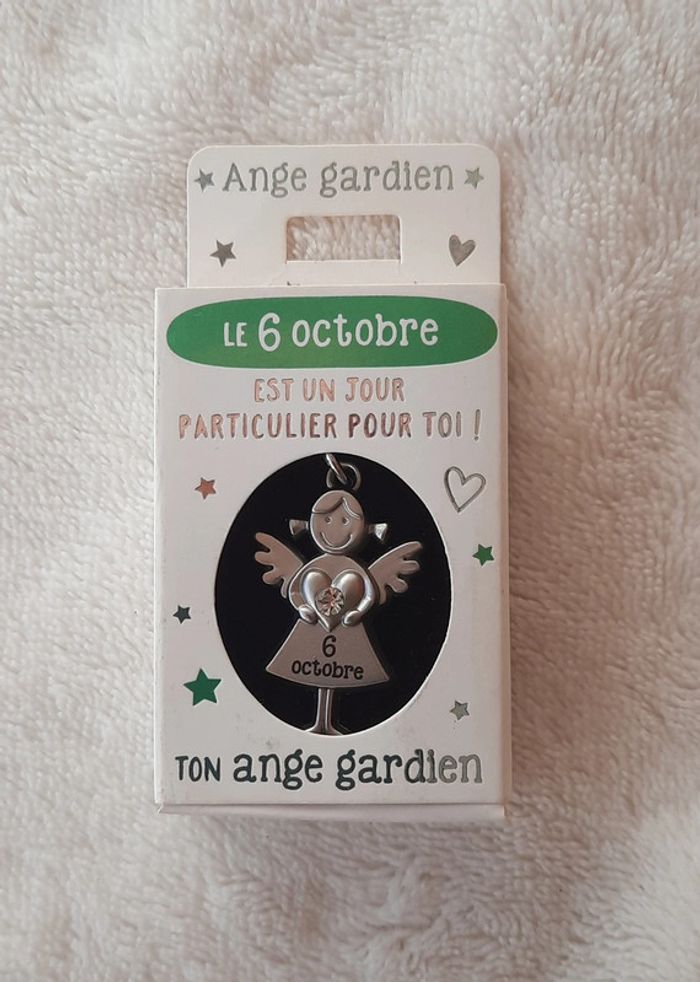 Ange gardien
LE 6 octobre
EST UN JOUR
PARTICULIER POUR TOI !
6
octobre
TON ange gardien